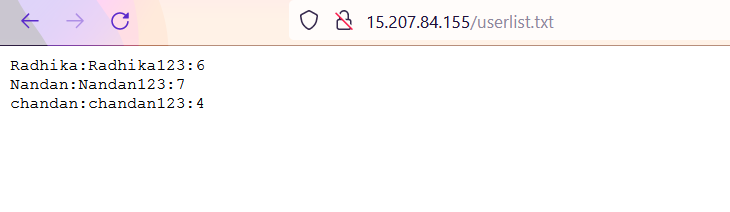 15.207.84.155/userlist.txt
Radhika:Radhika123:6
Nandan:Nandan123:7
chandan:chandan123:4